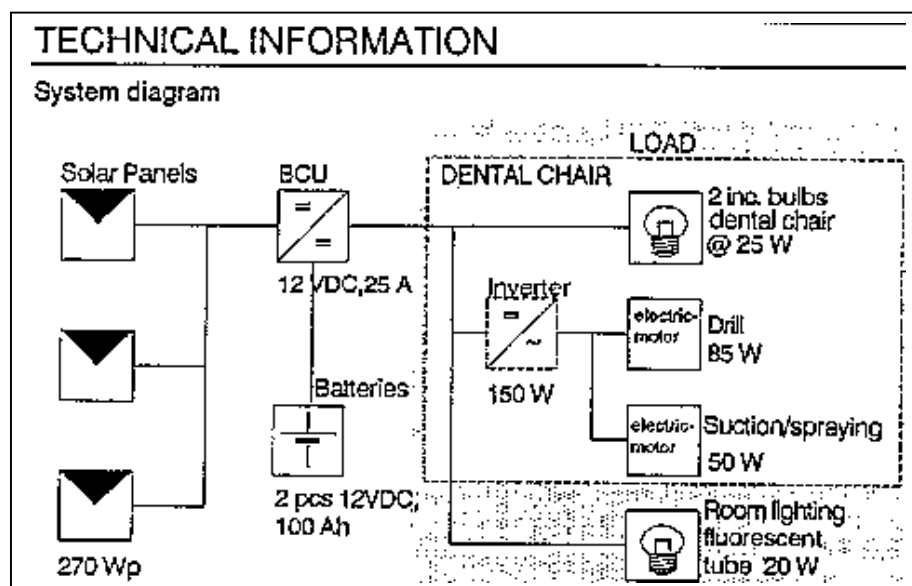 TECHNICAL INFORMATION
System diagram
LOAD
Solar Panels
BCU
DENTAL CHAIR
2 inc. bulbs
dental chair
@ 25 W
12 VDC, 25 A
Inverter
electric-
motor
Drill
85 W
150 W
Batteries
electric-
motor
Suction/spraying
50 W
2 pcs 12VDC,
100 Ah
Room lighting
fluorescent
tube 20 W
270 Wp